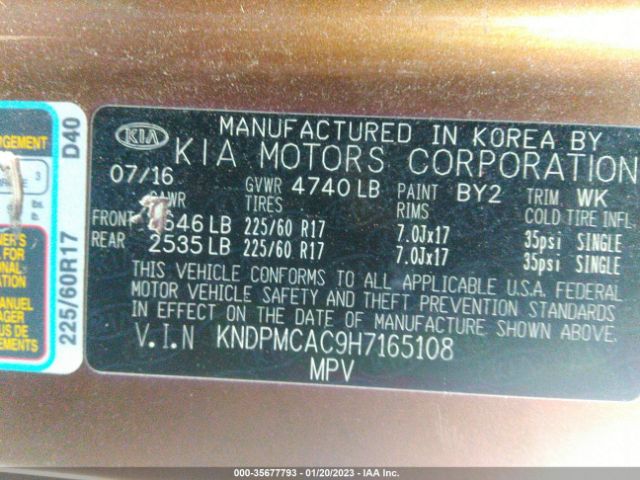 MANUFACTURED IN KOREA BY
KIA KIA MOTORS CORPORATION
07/16 GVWR 4740 LB PAINT BY2 TRIM WK
GAWR TIRES RIMS COLD TIRE INFL
FRONT 646 LB 225/60 R17 7.0Jx17 35psi SINGLE
REAR 2535 LB 225/60 R17 7.0Jx17 35psi SINGLE
THIS VEHICLE CONFORMS TO ALL APPLICABLE U.S.A. FEDERAL
MOTOR VEHICLE SAFETY AND THEFT PREVENTION STANDARDS
IN EFFECT ON THE DATE OF MANUFACTURE SHOWN ABOVE.
V.I.N KNDPMCAC9H7165108
MPV
225/60R17 D40
000-35677793 - 01/20/2023 - IAA Inc.